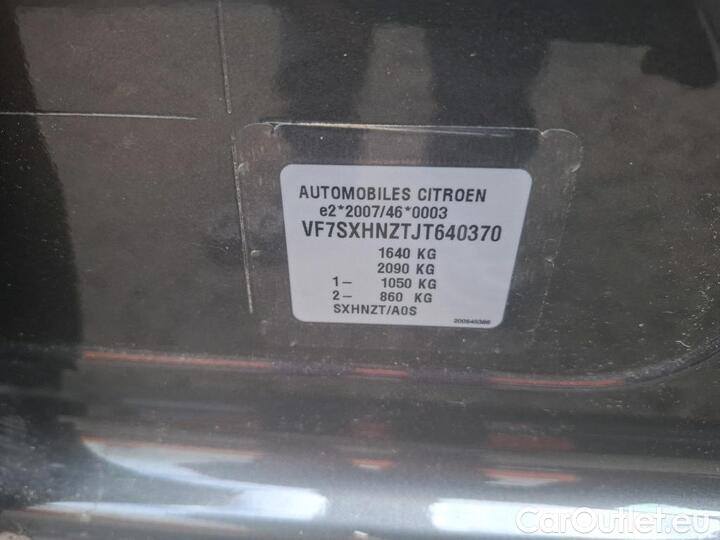 AUTOMOBILES CITROEN
e2*2007/46*0003
VF7SXHNZTJT640370
1640 KG
2090 KG
1– 1050 KG
2– 860 KG
SXHNZT/A0S
200645386
CarOutlet.eu